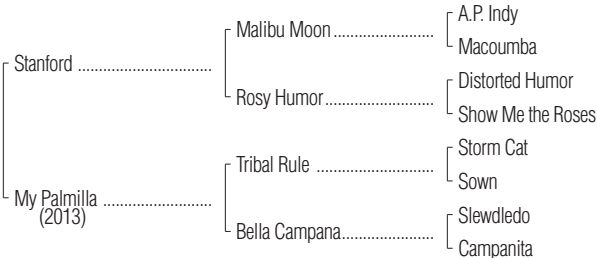 A.P. Indy
Malibu Moon ........................
Macoumba
Stanford ................................
Distorted Humor
Rosy Humor..........................
Show Me the Roses
Storm Cat
Tribal Rule ............................
Sown
My Palmilla ..........................
(2013)
Slewdledo
Bella Campana......................
Campanita